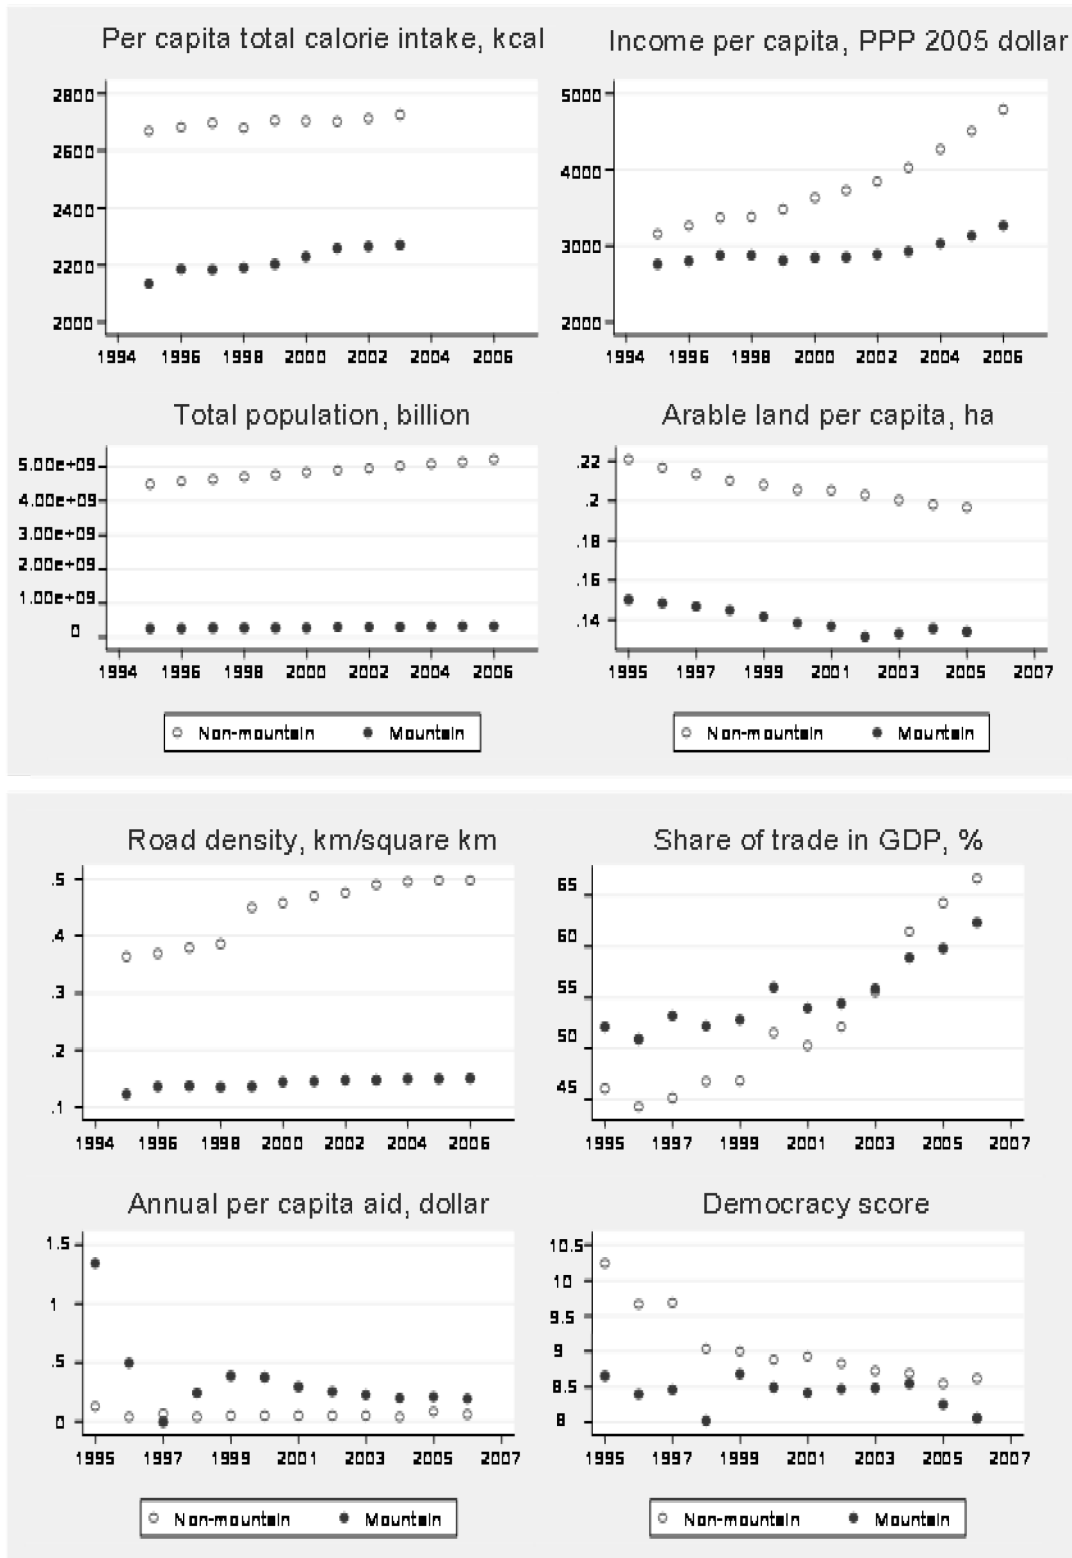 Per capita total calorie intake, kcal
2800
2600
2400
2200
2000
1994 1996 1998 2000 2002 2004 2006
Income per capita, PPP 2005 dollar
5000
4000
3000
2000
1994 1996 1998 2000 2002 2004 2006
Total population, billion
5.00e+09
4.00e+09
3.00e+09
2.00e+09
1.00e+09
0
1994 1996 1998 2000 2002 2004 2006
Non-mountain Mountain
Arable land per capita, ha
.22
.2
.18
.16
.14
1995 1997 1999 2001 2003 2005 2007
Non-mountain Mountain
Road density, km/square km
.5
.4
.3
.2
.1
1994 1996 1998 2000 2002 2004 2006
Share of trade in GDP, %
65
60
55
50
45
1995 1997 1999 2001 2003 2005 2007
Annual per capita aid, dollar
1.5
1
.5
0
1995 1997 1999 2001 2003 2005 2007
Non-mountain Mountain
Democracy score
10.5
10
9.5
9
8.5
8
1995 1997 1999 2001 2003 2005 2007
Non-mountain Mountain